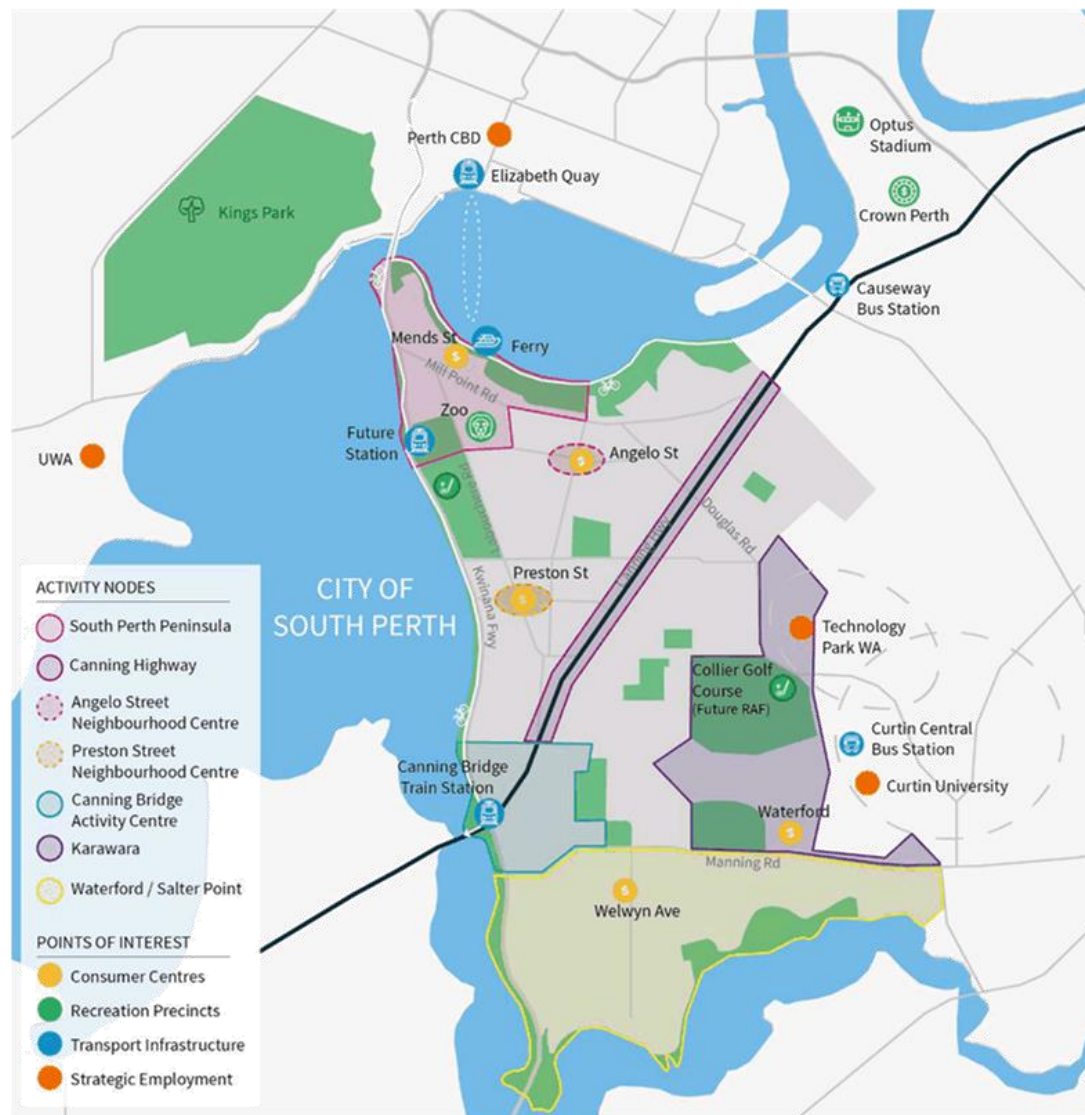 Perth CBD
Elizabeth Quay
Optus
Stadium
Kings Park
Crown Perth
Causeway
Bus Station
Mends St
Ferry
Mill Point Rd
Zoo
Future
Station
UWA
Angelo St
Labouchere Rd
Douglas Rd
Canning Hwy
Preston St
Kwinana Fwy
CITY OF
SOUTH PERTH
Technology
Park WA
Collier Golf
Course
(Future RAF)
Curtin Central
Bus Station
Canning Bridge
Train Station
Curtin University
Waterford
Manning Rd
Welwyn Ave
ACTIVITY NODES
South Perth Peninsula
Canning Highway
Angelo Street
Neighbourhood Centre
Preston Street
Neighbourhood Centre
Canning Bridge
Activity Centre
Karawara
Waterford / Salter Point
POINTS OF INTEREST
Consumer Centres
Recreation Precincts
Transport Infrastructure
Strategic Employment